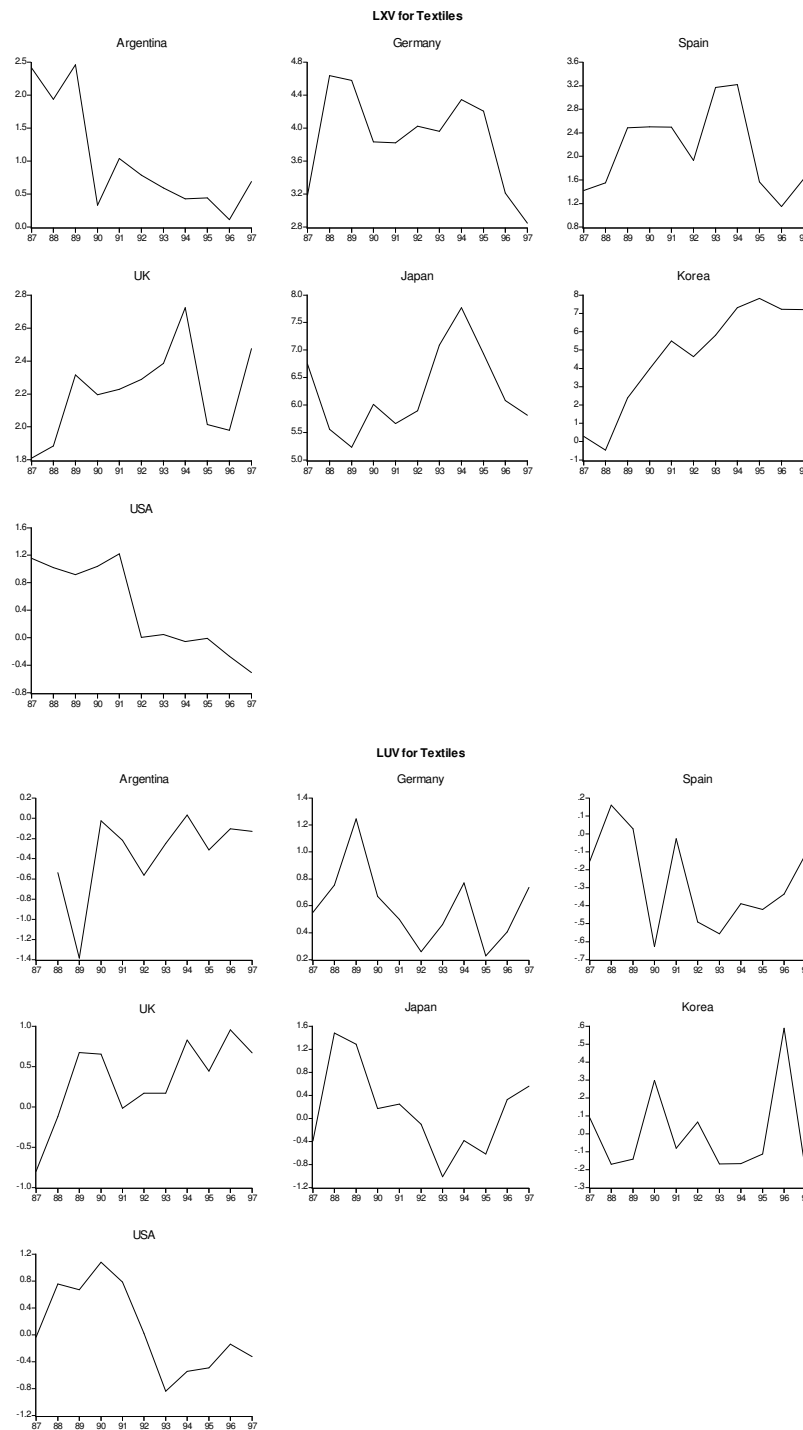 LXV for Textiles
Argentina Germany Spain
2.5 4.8 3.6
2.0 4.4 3.2
1.5 4.0 2.8
1.0 3.6 2.4
0.5 3.2 2.0
0.0 2.8 1.6
1.2
0.8
87 88 89 90 91 92 93 94 95 96 97 87 88 89 90 91 92 93 94 95 96 97 87 88 89 90 91 92 93 94 95 96
UK Japan Korea
2.8 8.0 8
2.6 7.5 7
2.4 7.0 6
2.2 6.5 5
2.0 6.0 4
1.8 5.5 3
5.0 2
1
0
-1
87 88 89 90 91 92 93 94 95 96 97 87 88 89 90 91 92 93 94 95 96 97 87 88 89 90 91 92 93 94 95 96
USA
1.6
1.2
0.8
0.4
0.0
-0.4
-0.8
87 88 89 90 91 92 93 94 95 96 97
LUV for Textiles
Argentina Germany Spain
0.2 1.4 .2
0.0 1.2 .1
-0.2 1.0 .0
-0.4 0.8 -.1
-0.6 0.6 -.2
-0.8 0.4 -.3
-1.0 0.2 -.4
-1.2 -.5
-1.4 -.6
-.7
87 88 89 90 91 92 93 94 95 96 97 87 88 89 90 91 92 93 94 95 96 97 87 88 89 90 91 92 93 94 95 96
UK Japan Korea
1.0 1.6 .6
0.5 1.2 .5
0.0 0.8 .4
-0.5 0.4 .3
-1.0 0.0 .2
-0.4 .1
-0.8 .0
-1.2 -.1
-.2
-.3
87 88 89 90 91 92 93 94 95 96 97 87 88 89 90 91 92 93 94 95 96 97 87 88 89 90 91 92 93 94 95 96
USA
1.2
0.8
0.4
0.0
-0.4
-0.8
-1.2
87 88 89 90 91 92 93 94 95 96 97